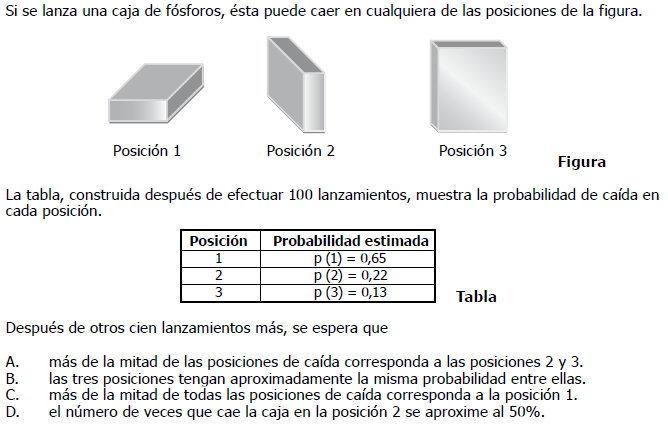 Si se lanza una caja de fósforos, ésta puede caer en cualquiera de las posiciones de la figura.
Posición 1 Posición 2 Posición 3
Figura
La tabla, construida después de efectuar 100 lanzamientos, muestra la probabilidad de caída en
cada posición.
Posición Probabilidad estimada
1 p (1) = 0,65
2 p (2) = 0,22
3 p (3) = 0,13
Tabla
Después de otros cien lanzamientos más, se espera que
A. más de la mitad de las posiciones de caída corresponda a las posiciones 2 y 3.
B. las tres posiciones tengan aproximadamente la misma probabilidad entre ellas.
C. más de la mitad de todas las posiciones de caída corresponda a la posición 1.
D. el número de veces que cae la caja en la posición 2 se aproxime al 50%.